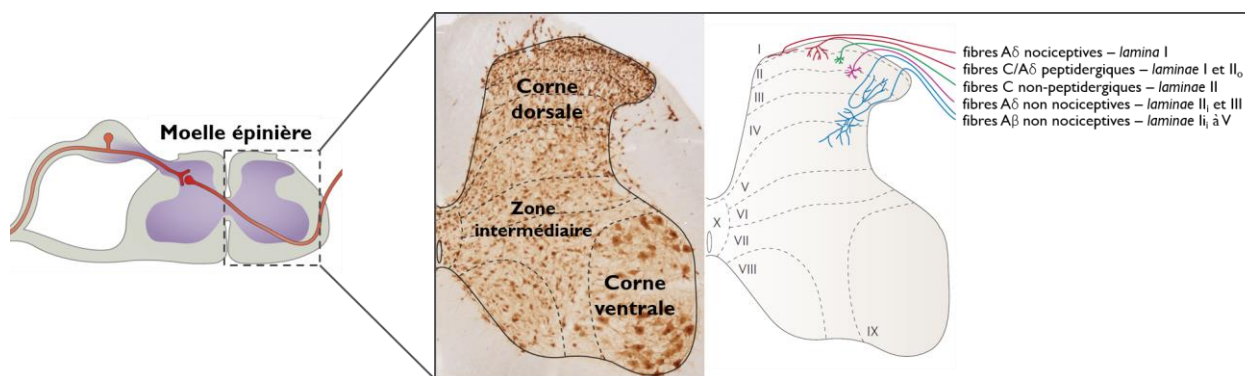 Moelle épinière
Corne
dorsale
Zone
intermédiaire
Corne
ventrale
I
II
III
IV
V
VI
X
VII
VIII
IX
fibres Aδ nociceptives – lamina I
fibres C/Aδ peptidergiques – laminae I et IIo
fibres C non-peptidergiques – laminae II
fibres Aδ non nociceptives – laminae IIi et III
fibres Aβ non nociceptives – laminae Iii à V